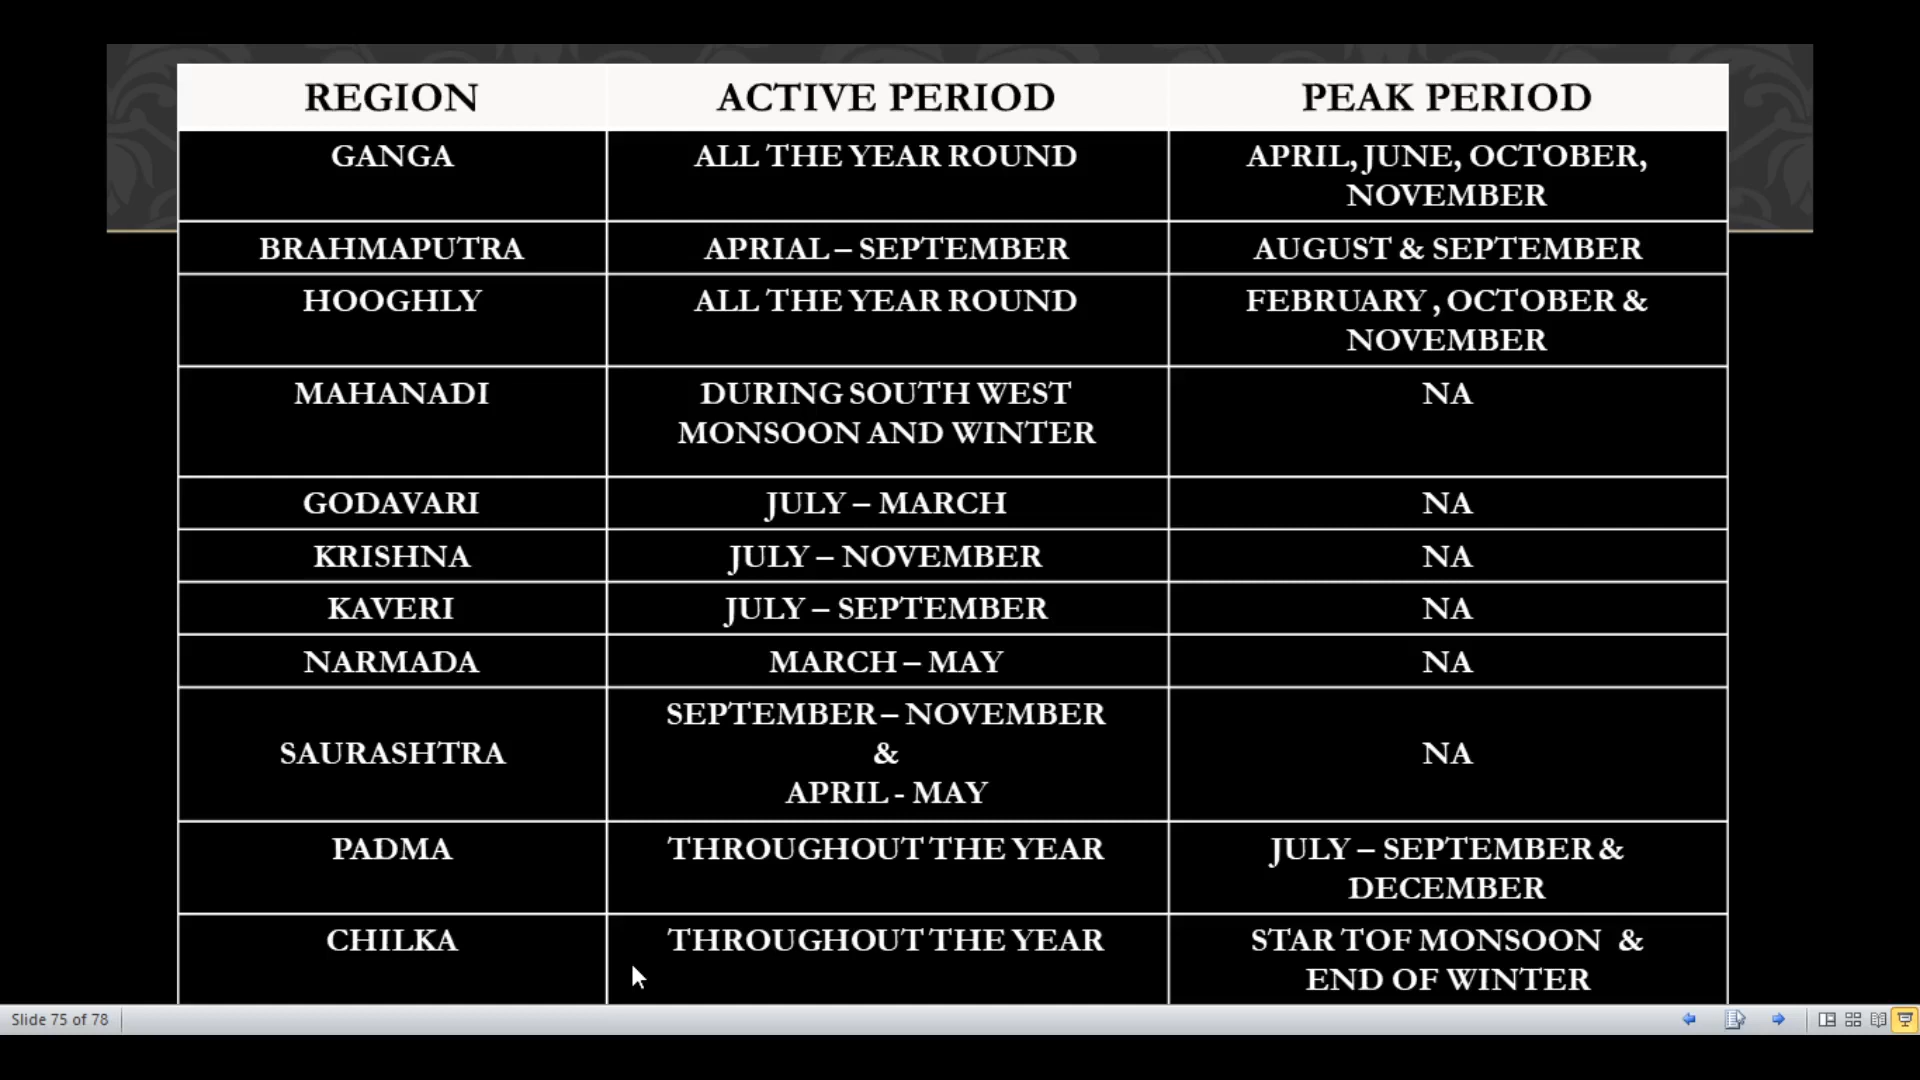 REGION ACTIVE PERIOD PEAK PERIOD
GANGA ALL THE YEAR ROUND APRIL, JUNE, OCTOBER,
NOVEMBER
BRAHMAPUTRA APRIAL – SEPTEMBER AUGUST & SEPTEMBER
HOOGHLY ALL THE YEAR ROUND FEBRUARY , OCTOBER &
NOVEMBER
MAHANADI DURING SOUTH WEST NA
MONSOON AND WINTER
GODAVARI JULY – MARCH NA
KRISHNA JULY – NOVEMBER NA
KAVERI JULY – SEPTEMBER NA
NARMADA MARCH – MAY NA
SEPTEMBER – NOVEMBER
SAURASHTRA & NA
APRIL - MAY
PADMA THROUGHOUT THE YEAR JULY – SEPTEMBER &
DECEMBER
CHILKA THROUGHOUT THE YEAR STAR TOF MONSOON &
END OF WINTER
Slide 75 of 78